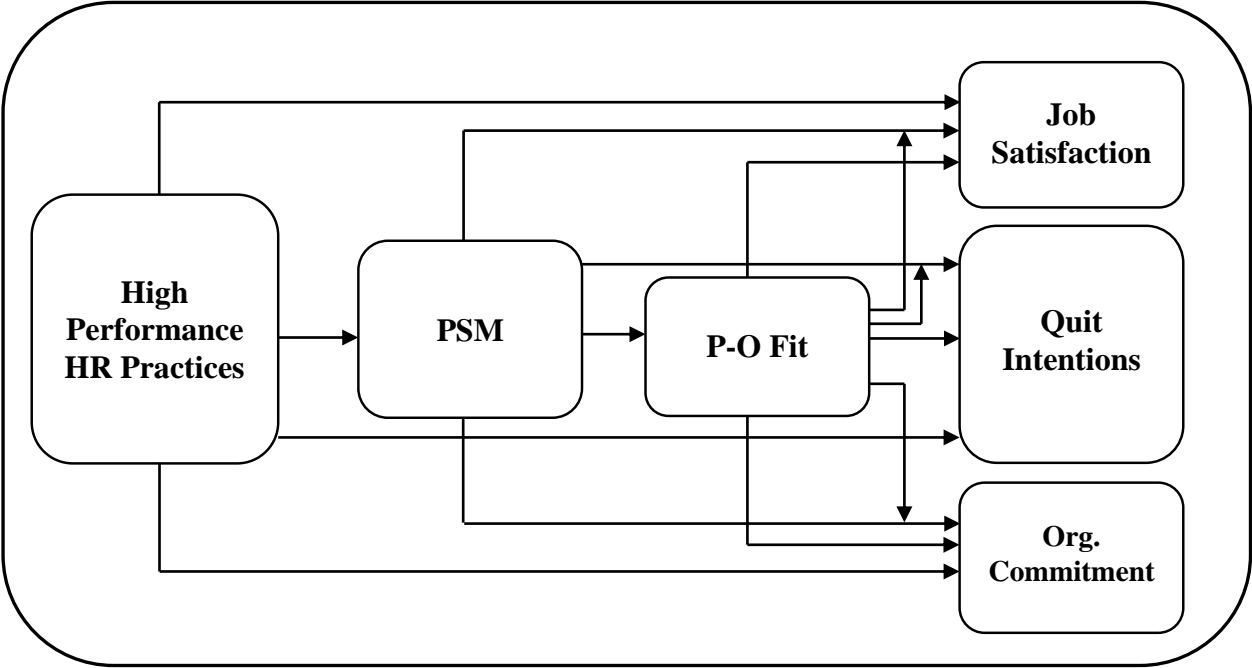 High
Performance
HR Practices
PSM
P-O Fit
Job
Satisfaction
Quit
Intentions
Org.
Commitment